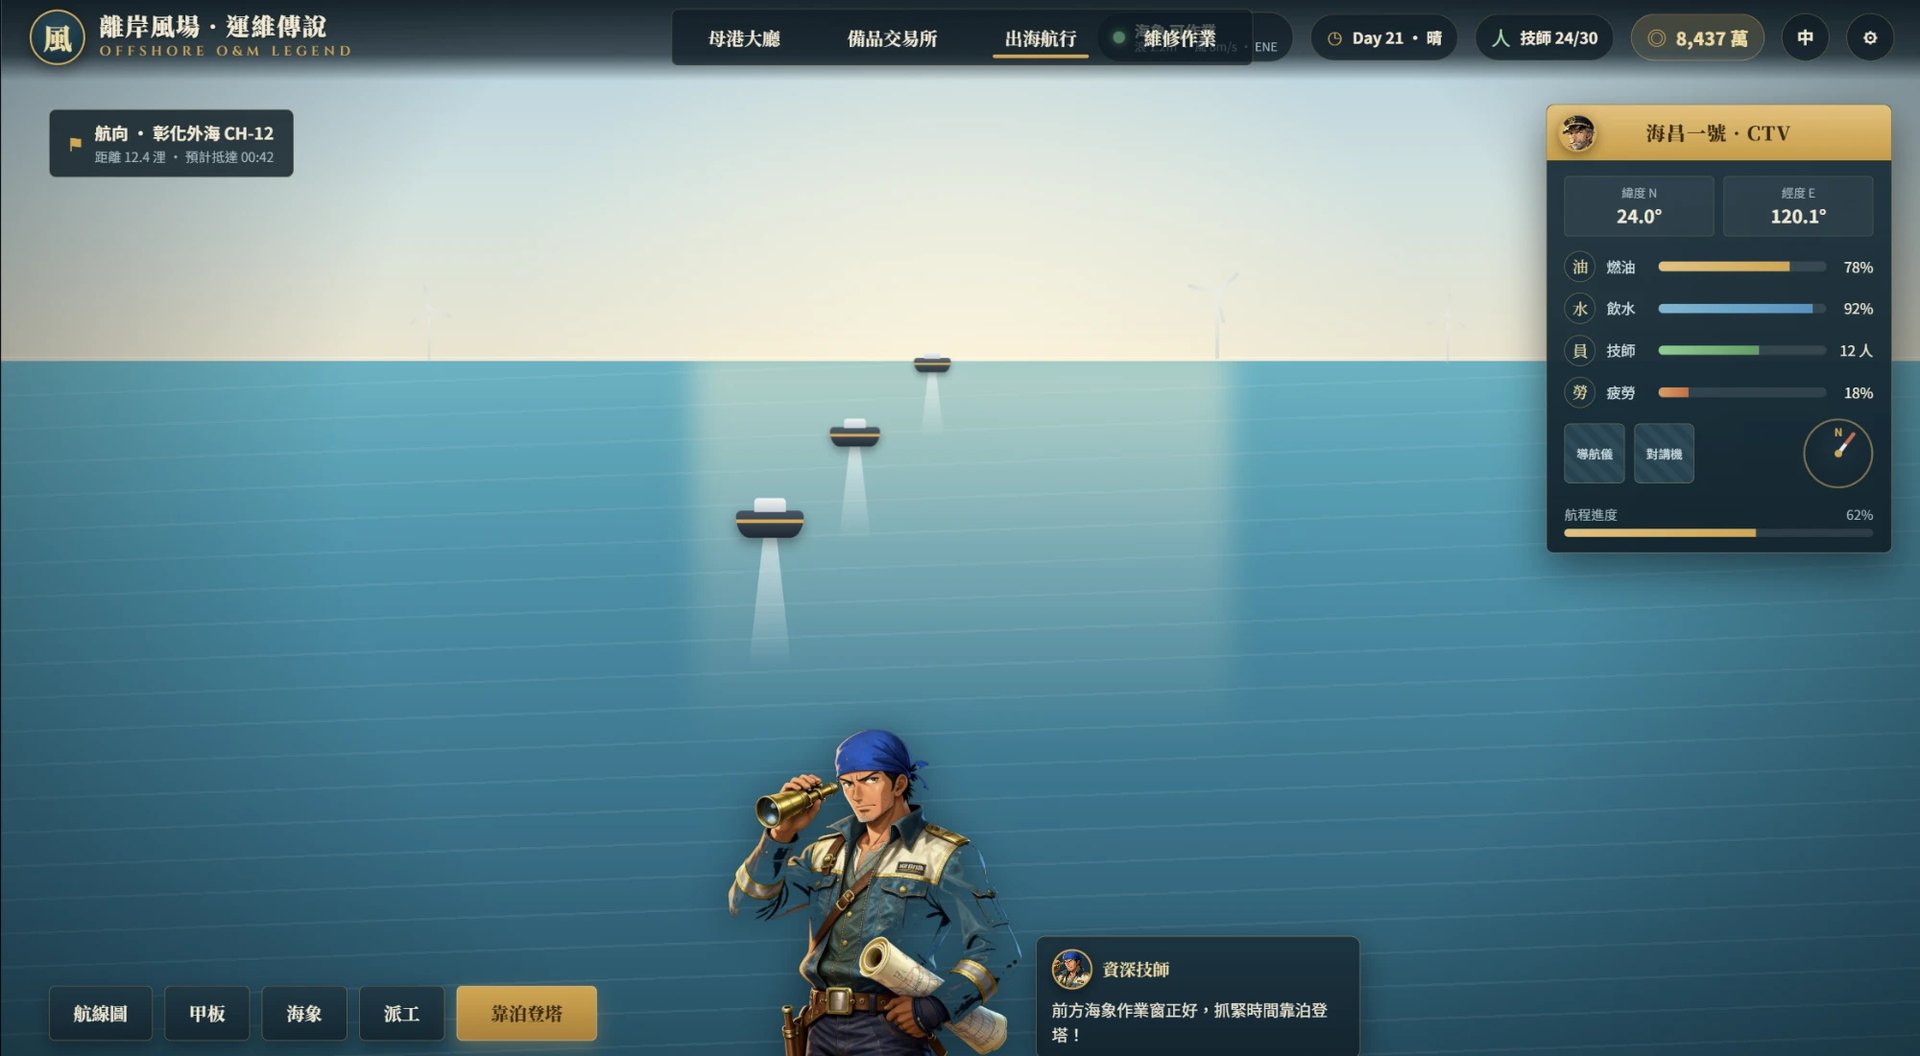 風
離岸風場·運維傳說
OFFSHORE O&M LEGEND
母港大廳
備品交易所
出海航行
維修作業
ENE
Day 21 · 晴
技師 24/30
8,437 萬
中
航向 · 彰化外海 CH-12
距離 12.4 浬 · 預計抵達 00:42
海昌一號 · CTV
緯度 N
24.0°
經度 E
120.1°
油 燃油 78%
水 飲水 92%
員 技師 12 人
勞 疲勞 18%
導航儀
對講機
N
航程進度 62%
資深技師
前方海象作業窗正好，抓緊時間靠泊登
塔！
航線圖
甲板
海象
派工
靠泊登塔